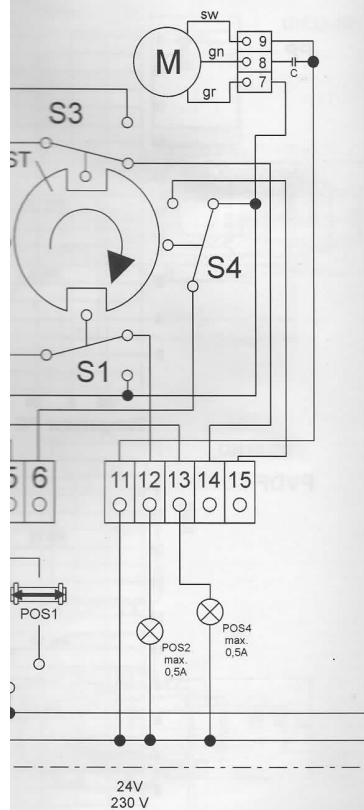 sw
9
M
gn
8
C
gr
7
S3
ST
S4
S1
5 6 11 12 13 14 15
POS1
POS4
max.
0,5A
POS2
max.
0,5A
24V
230 V